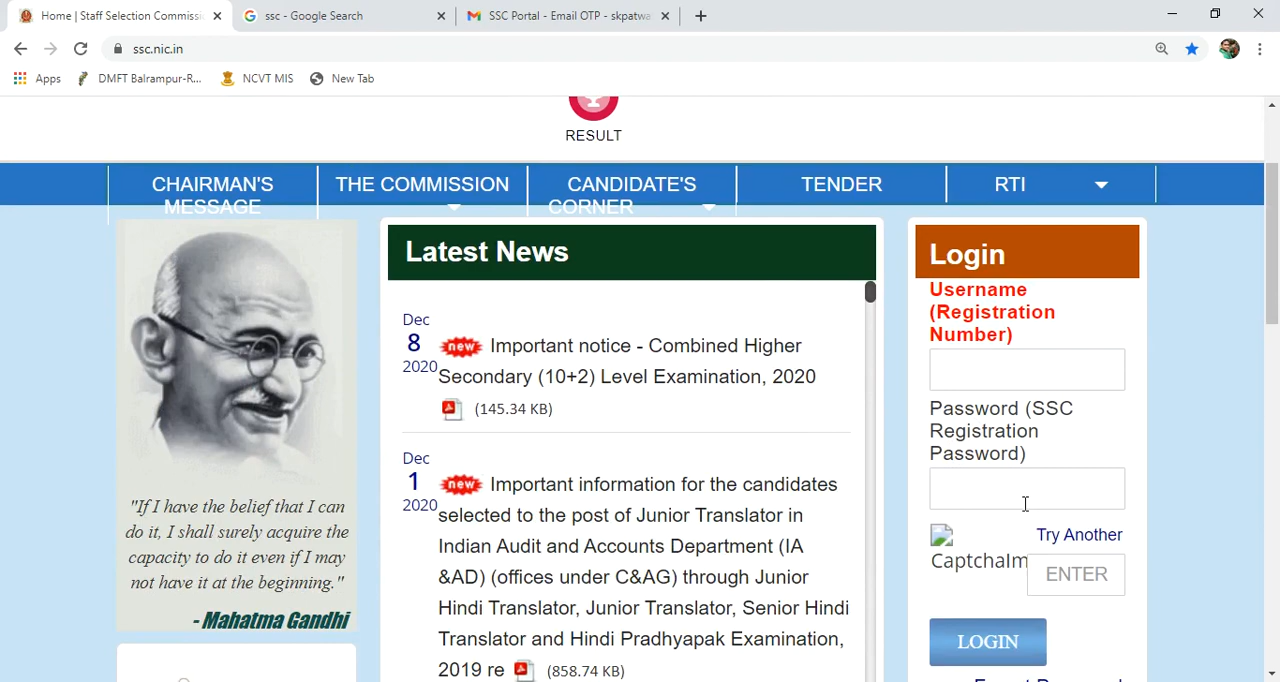 Home | Staff Selection Commissi
ssc - Google Search
SSC Portal - Email OTP - skpatwa
ssc.nic.in
Apps
DMFT Balrampur-R...
NCVT MIS
New Tab
RESULT
CHAIRMAN'S
MESSAGE
THE COMMISSION
CANDIDATE'S
CORNER
TENDER
RTI
"If I have the belief that I can
do it, I shall surely acquire the
capacity to do it even if I may
not have it at the beginning."
- Mahatma Gandhi
Latest News
Dec
8
2020
new Important notice - Combined Higher
Secondary (10+2) Level Examination, 2020
(145.34 KB)
Dec
1
2020
new Important information for the candidates
selected to the post of Junior Translator in
Indian Audit and Accounts Department (IA
&AD) (offices under C&AG) through Junior
Hindi Translator, Junior Translator, Senior Hindi
Translator and Hindi Pradhyapak Examination,
2019 re (858.74 KB)
Login
Username
(Registration
Number)
Password (SSC
Registration
Password)
CaptchaIm
Try Another
ENTER
LOGIN